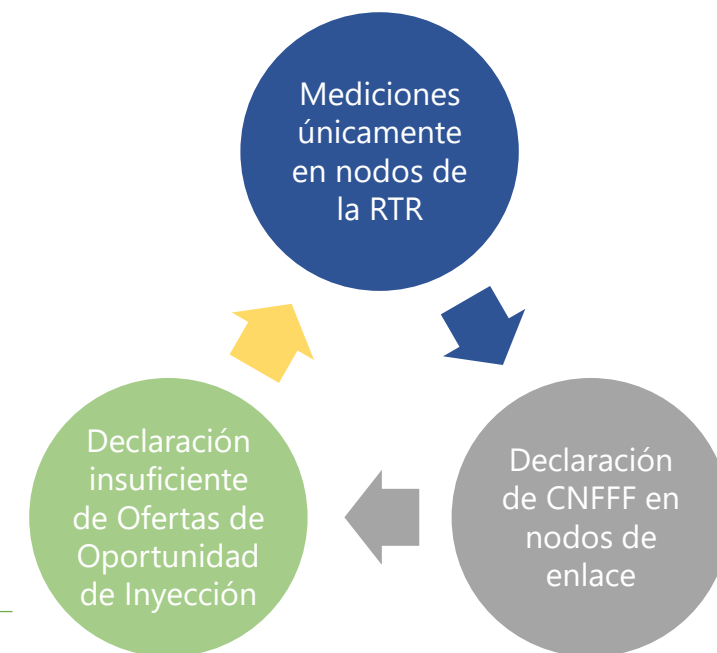 Mediciones
únicamente
en nodos de
la RTR
Declaración
de CNFFF en
nodos de
enlace
Declaración
insuficiente
de Ofertas de
Oportunidad
de Inyección